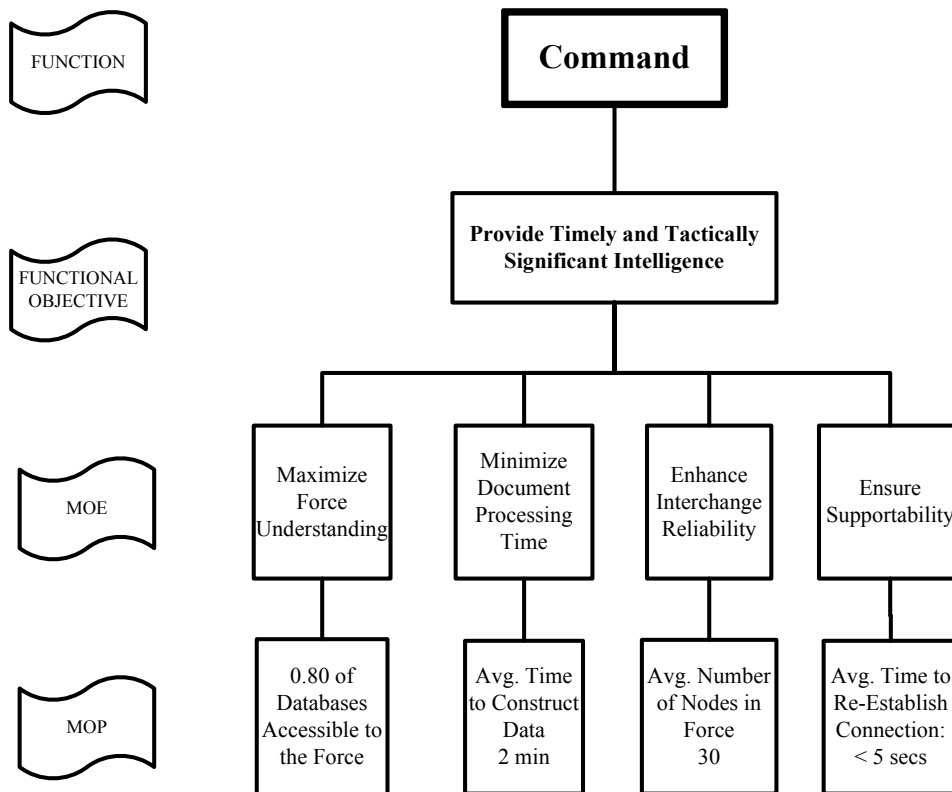 FUNCTION
Command
FUNCTIONAL
OBJECTIVE
Provide Timely and Tactically
Significant Intelligence
MOE
Maximize
Force
Understanding
Minimize
Document
Processing
Time
Enhance
Interchange
Reliability
Ensure
Supportability
MOP
0.80 of
Databases
Accessible to
the Force
Avg. Time
to Construct
Data
2 min
Avg. Number
of Nodes in
Force
30
Avg. Time to
Re-Establish
Connection:
< 5 secs